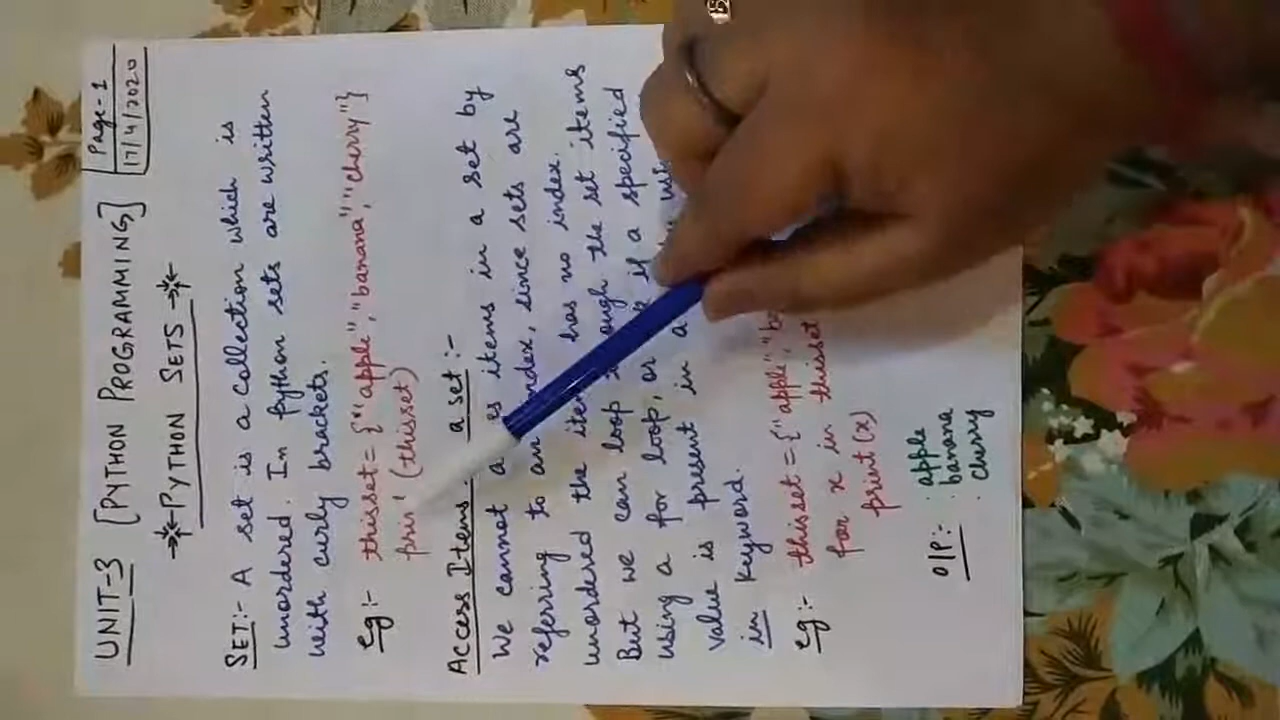 UNIT-3 [PYTHON PROGRAMMING]
Page-1
17/4/2020
PYTHON SETS
SET:- A set is a collection which is
unordered. In Python sets are written
with curly brackets.
Eg:- thisset = {"apple", "banana", "cherry"}
(thisset)
Access Items a set:-
We cannot items in a set by
referring to an index, since sets are
unordered the has no index.
But we can loop the set items
using a for loop, or if a specified
value is present in a
in keyword.
Eg:- thisset = {"apple",
for x in thisset
print(x)
O/P:- apple
banana
cherry